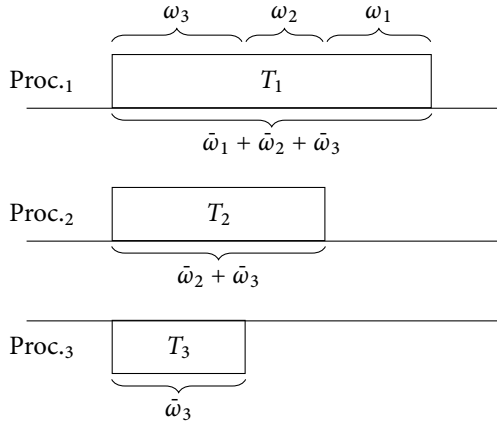 ω₃ ω₂ ω₁
Proc.₁ T₁
ω̄₁ + ω̄₂ + ω̄₃
Proc.₂ T₂
ω̄₂ + ω̄₃
Proc.₃ T₃
ω̄₃